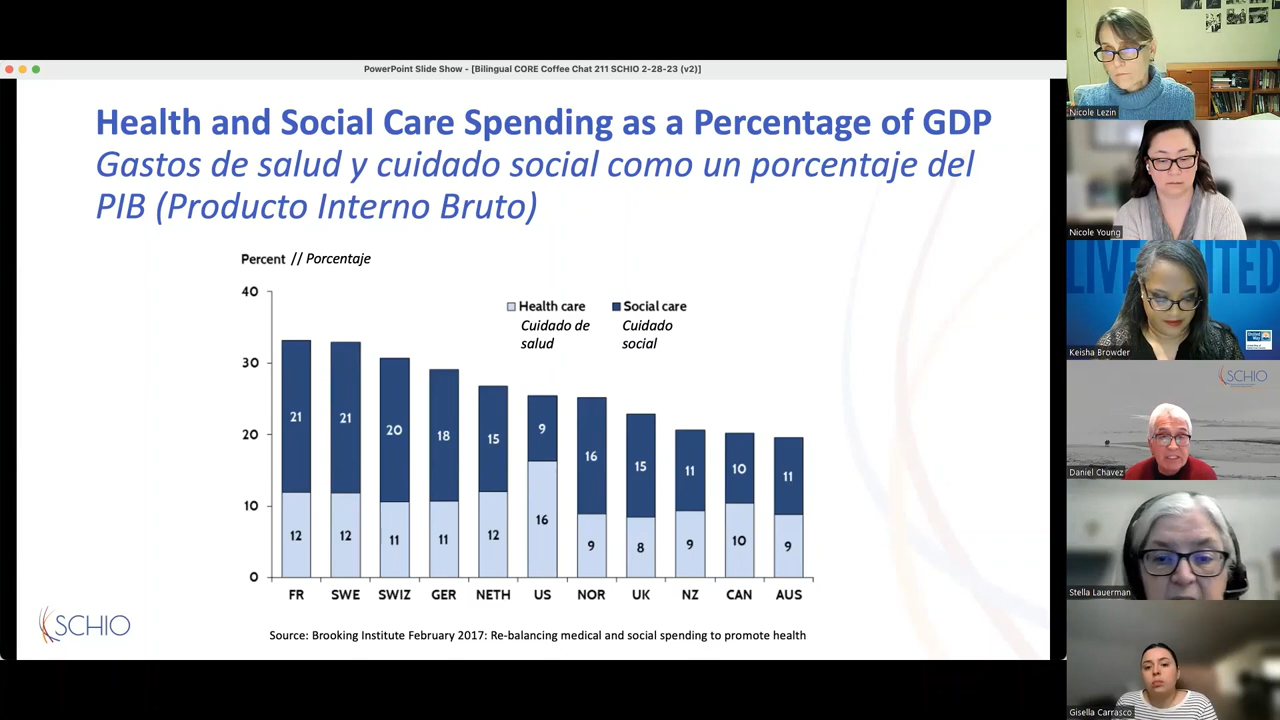 PowerPoint Slide Show - [Bilingual CORE Coffee Chat 211 SCHIO 2-28-23 (v2)]
Health and Social Care Spending as a Percentage of GDP
Gastos de salud y cuidado social como un porcentaje del
PIB (Producto Interno Bruto)
Percent // Porcentaje
40
30
20
10
0
Health care
Cuidado de
salud
Social care
Cuidado
social
21
21
20
18
15
9
16
15
11
10
11
12
12
11
11
12
16
9
8
9
10
9
FR
SWE
SWIZ
GER
NETH
US
NOR
UK
NZ
CAN
AUS
SCHIO
Source: Brooking Institute February 2017: Re-balancing medical and social spending to promote health
Nicole Lezin
Nicole Young
LIVE UNITED
United
Way
Keisha Browder
SCHIO
Daniel Chavez
Stella Lauerman
Gisella Carrasco